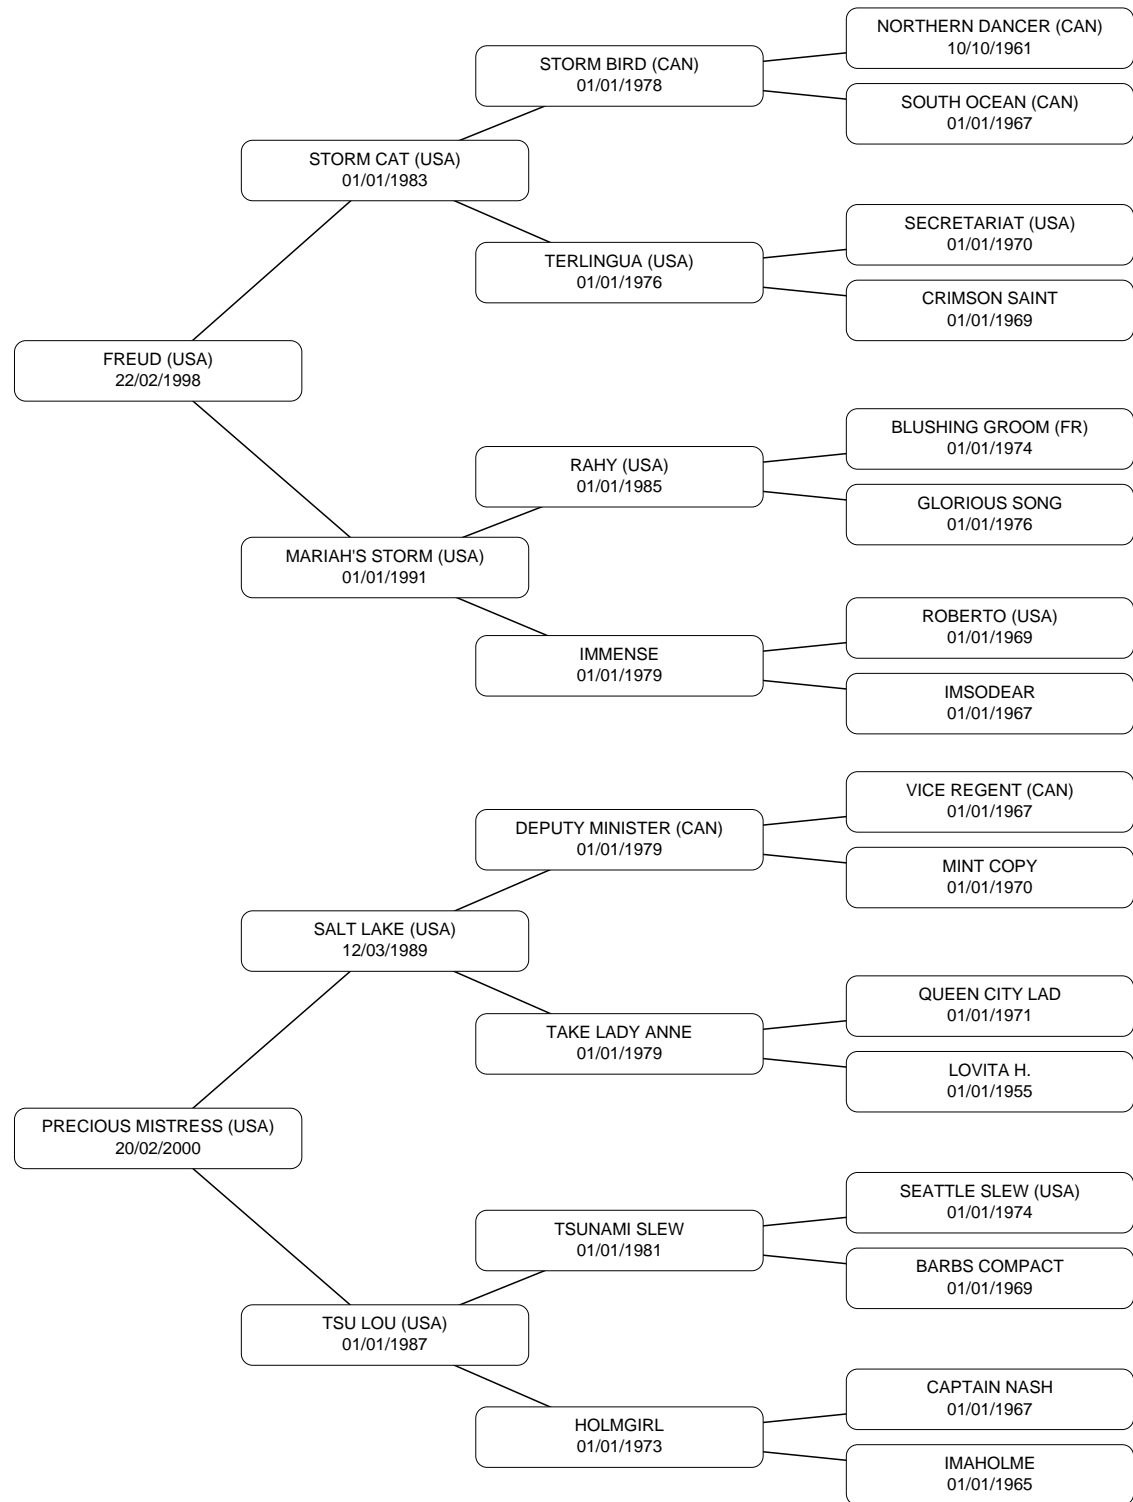 NORTHERN DANCER (CAN)
10/10/1961
STORM BIRD (CAN)
01/01/1978
SOUTH OCEAN (CAN)
01/01/1967
STORM CAT (USA)
01/01/1983
SECRETARIAT (USA)
01/01/1970
TERLINGUA (USA)
01/01/1976
CRIMSON SAINT
01/01/1969
FREUD (USA)
22/02/1998
BLUSHING GROOM (FR)
01/01/1974
RAHY (USA)
01/01/1985
GLORIOUS SONG
01/01/1976
MARIAH'S STORM (USA)
01/01/1991
ROBERTO (USA)
01/01/1969
IMMENSE
01/01/1979
IMSODEAR
01/01/1967
VICE REGENT (CAN)
01/01/1967
DEPUTY MINISTER (CAN)
01/01/1979
MINT COPY
01/01/1970
SALT LAKE (USA)
12/03/1989
QUEEN CITY LAD
01/01/1971
TAKE LADY ANNE
01/01/1979
LOVITA H.
01/01/1955
PRECIOUS MISTRESS (USA)
20/02/2000
SEATTLE SLEW (USA)
01/01/1974
TSUNAMI SLEW
01/01/1981
BARBS COMPACT
01/01/1969
TSU LOU (USA)
01/01/1987
CAPTAIN NASH
01/01/1967
HOLMGIRL
01/01/1973
IMAHOLME
01/01/1965